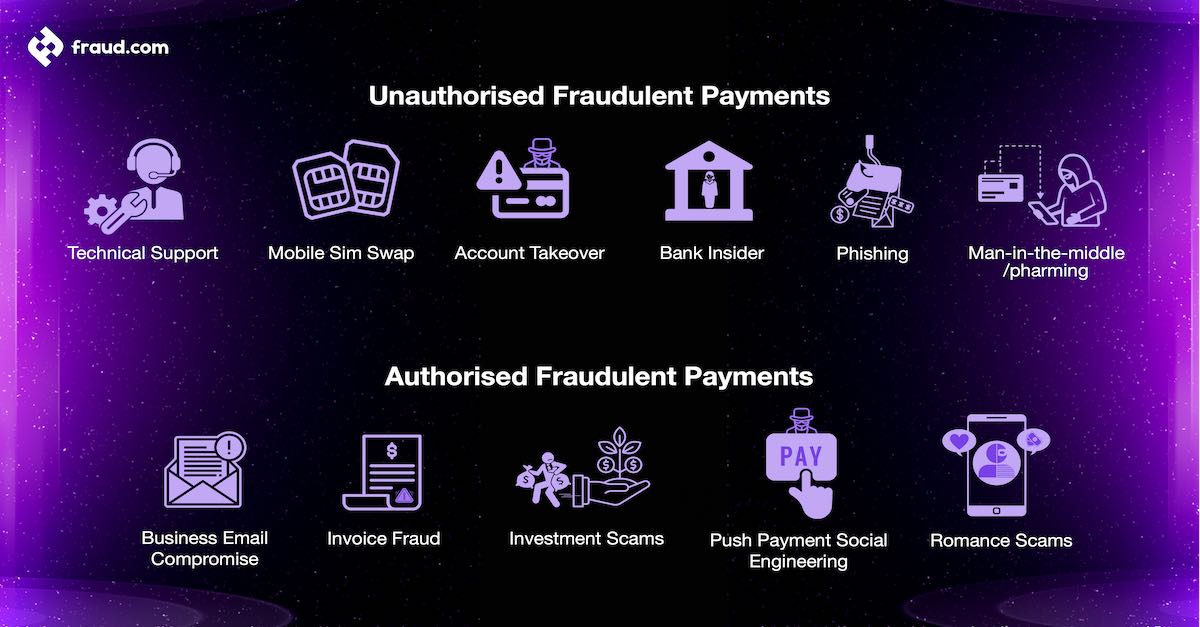 fraud.com
Unauthorised Fraudulent Payments
Technical Support
Mobile Sim Swap
Account Takeover
Bank Insider
Phishing
Man-in-the-middle
/pharming
Authorised Fraudulent Payments
$
$
$
$ $
$ $
PAY
Business Email
Compromise
Invoice Fraud
Investment Scams
Push Payment Social
Engineering
Romance Scams